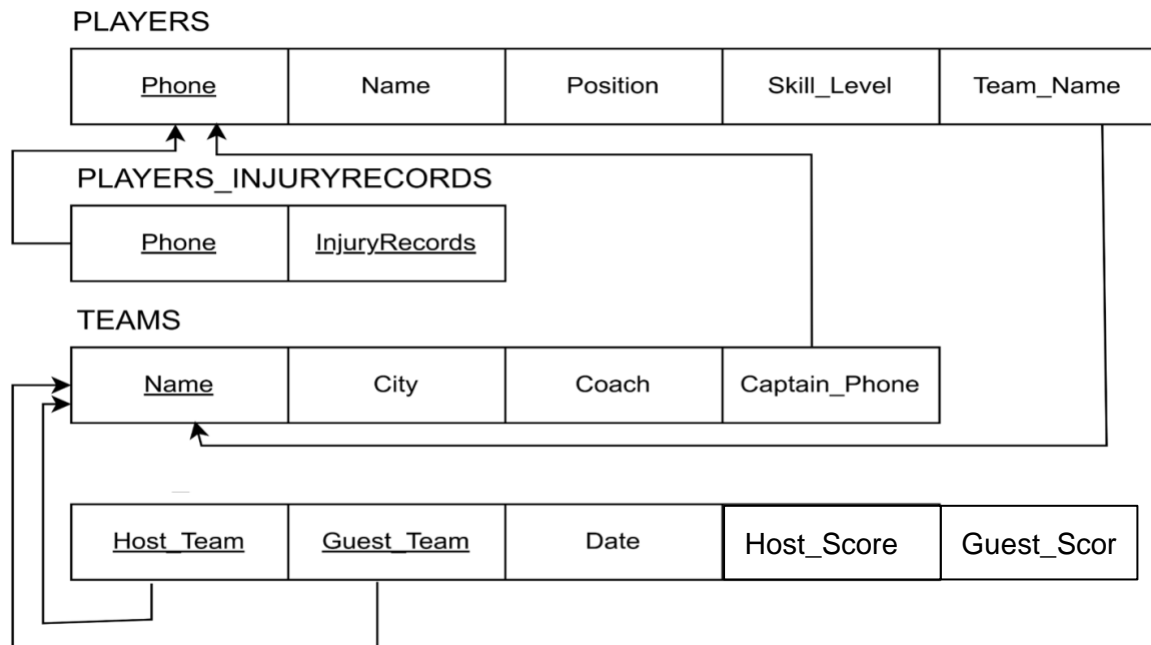 PLAYERS
Phone Name Position Skill_Level Team_Name
PLAYERS_INJURYRECORDS
Phone InjuryRecords
TEAMS
Name City Coach Captain_Phone
Host_Team Guest_Team Date Host_Score Guest_Scor